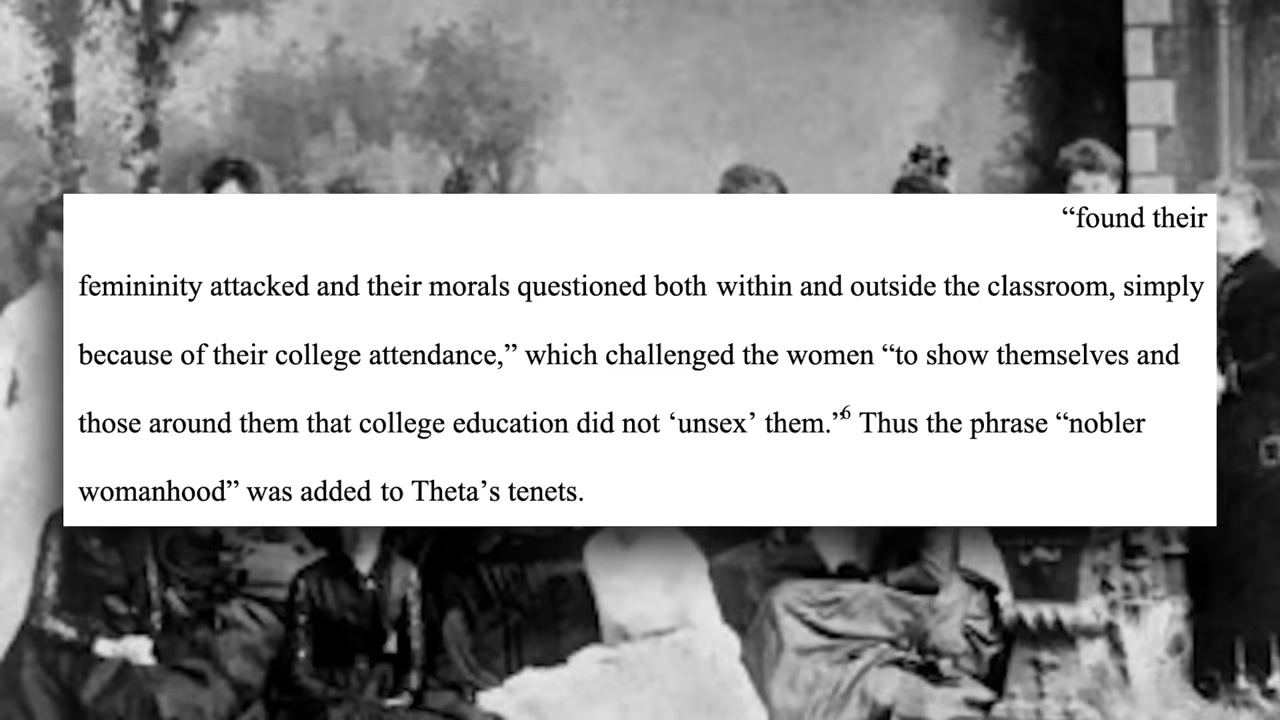 “found their
femininity attacked and their morals questioned both within and outside the classroom, simply
because of their college attendance,” which challenged the women “to show themselves and
those around them that college education did not ‘unsex’ them.”6 Thus the phrase “nobler
womanhood” was added to Theta’s tenets.